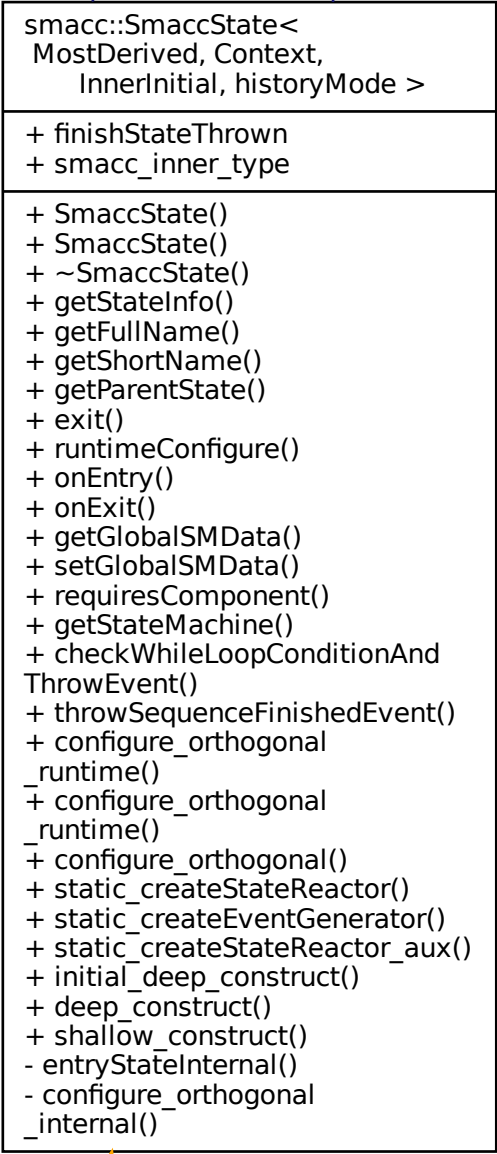 smacc::SmaccState<
MostDerived, Context,
InnerInitial, historyMode >
+ finishStateThrown
+ smacc_inner_type
+ SmaccState()
+ SmaccState()
+ ~SmaccState()
+ getStateInfo()
+ getFullName()
+ getShortName()
+ getParentState()
+ exit()
+ runtimeConfigure()
+ onEntry()
+ onExit()
+ getGlobalSMData()
+ setGlobalSMData()
+ requiresComponent()
+ getStateMachine()
+ checkWhileLoopConditionAnd
ThrowEvent()
+ throwSequenceFinishedEvent()
+ configure_orthogonal
_runtime()
+ configure_orthogonal
_runtime()
+ configure_orthogonal()
+ static_createStateReactor()
+ static_createEventGenerator()
+ static_createStateReactor_aux()
+ initial_deep_construct()
+ deep_construct()
+ shallow_construct()
- entryStateInternal()
- configure_orthogonal
_internal()